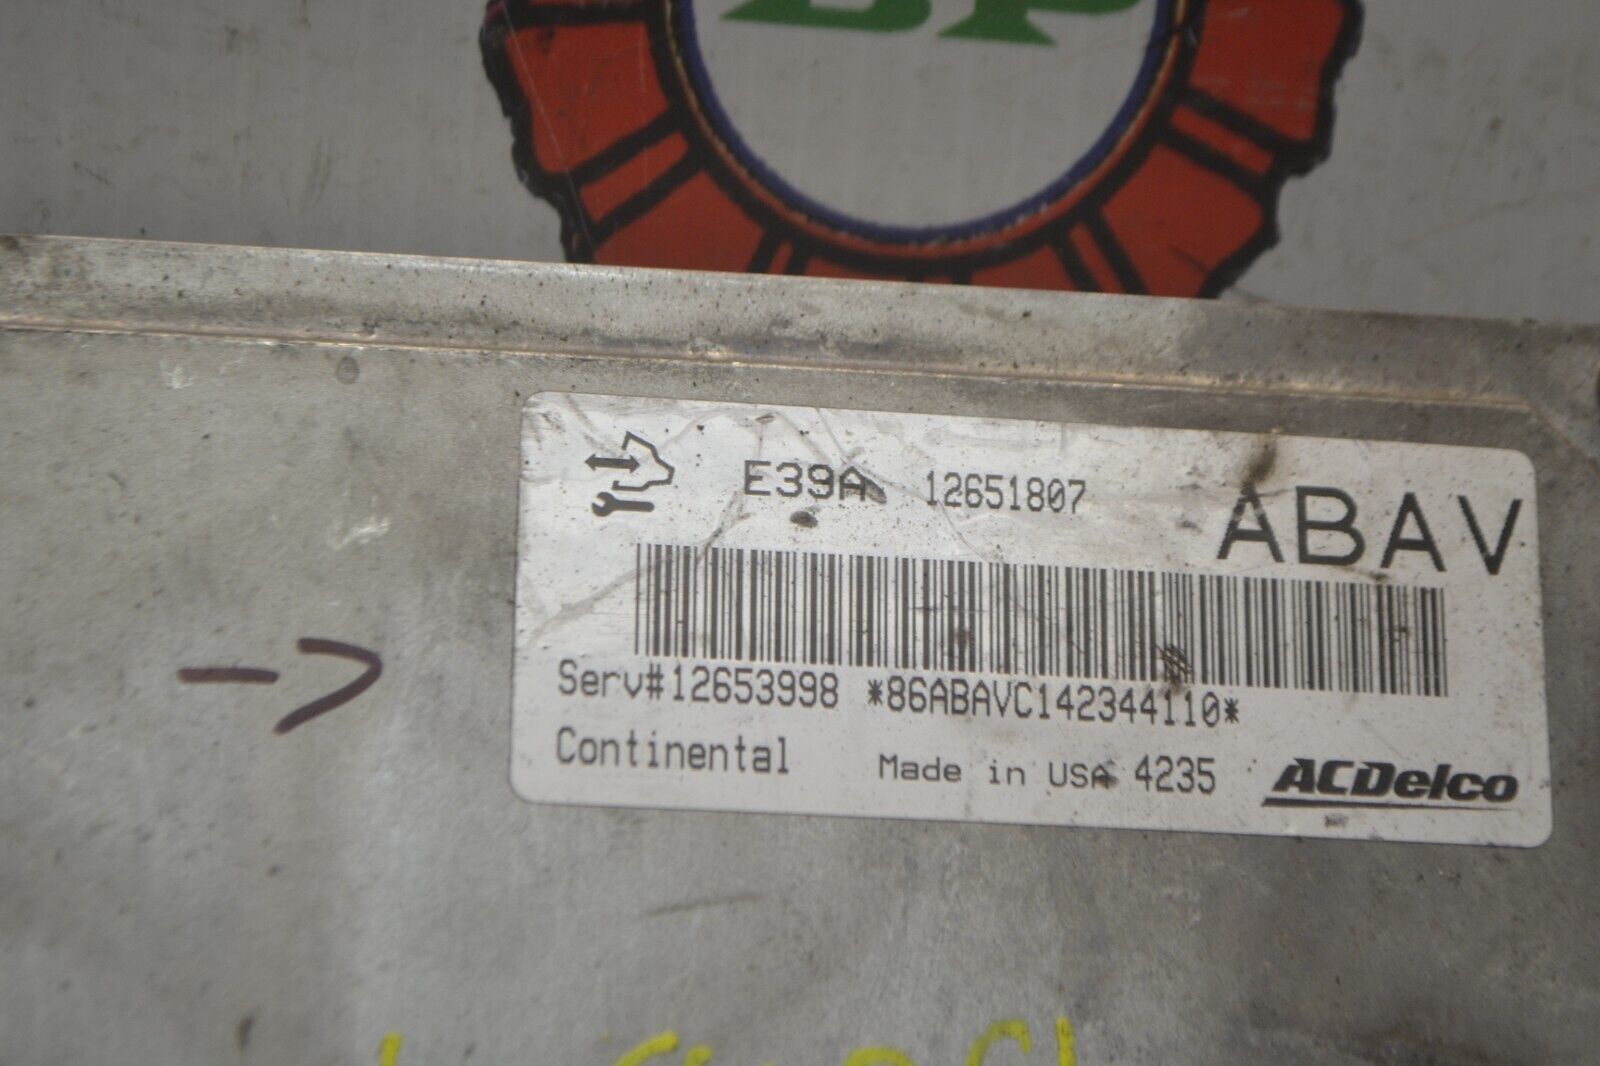 E39A 12651807
ABAV
Serv#12653998 *86ABAVC142344110*
Continental Made in USA 4235 ACDelco